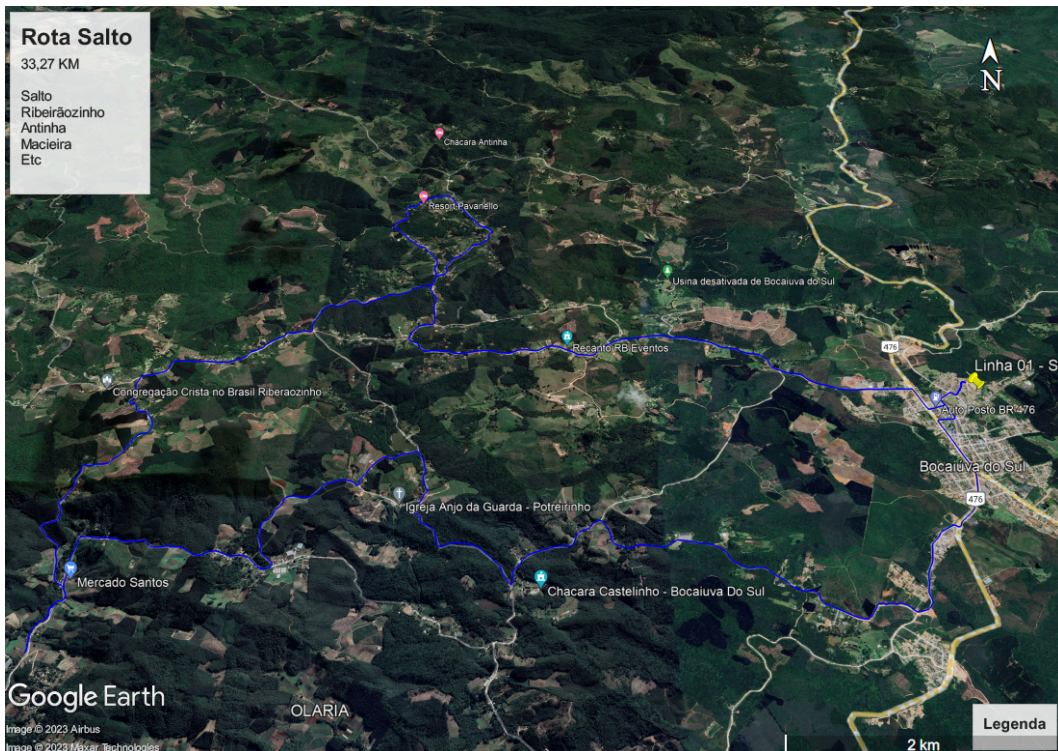 Rota Salto
33,27 KM
Salto
Ribeirãozinho
Antinha
Macieira
Etc
N
Chácara Antinha
Resort Pavanello
Usina desativada de Bocaiuva do Sul
Recanto RB Eventos
476
Linha 01 - S
Congregação Crista no Brasil Riberaozinho
Auto Posto BR 476
Bocaiuva do Sul
476
Igreja Anjo da Guarda - Potreirinho
Mercado Santos
Chacara Castelinho - Bocaiuva Do Sul
Google Earth
OLARIA
Legenda
Image © 2023 Airbus
Image © 2023 Maxar Technologies
2 km